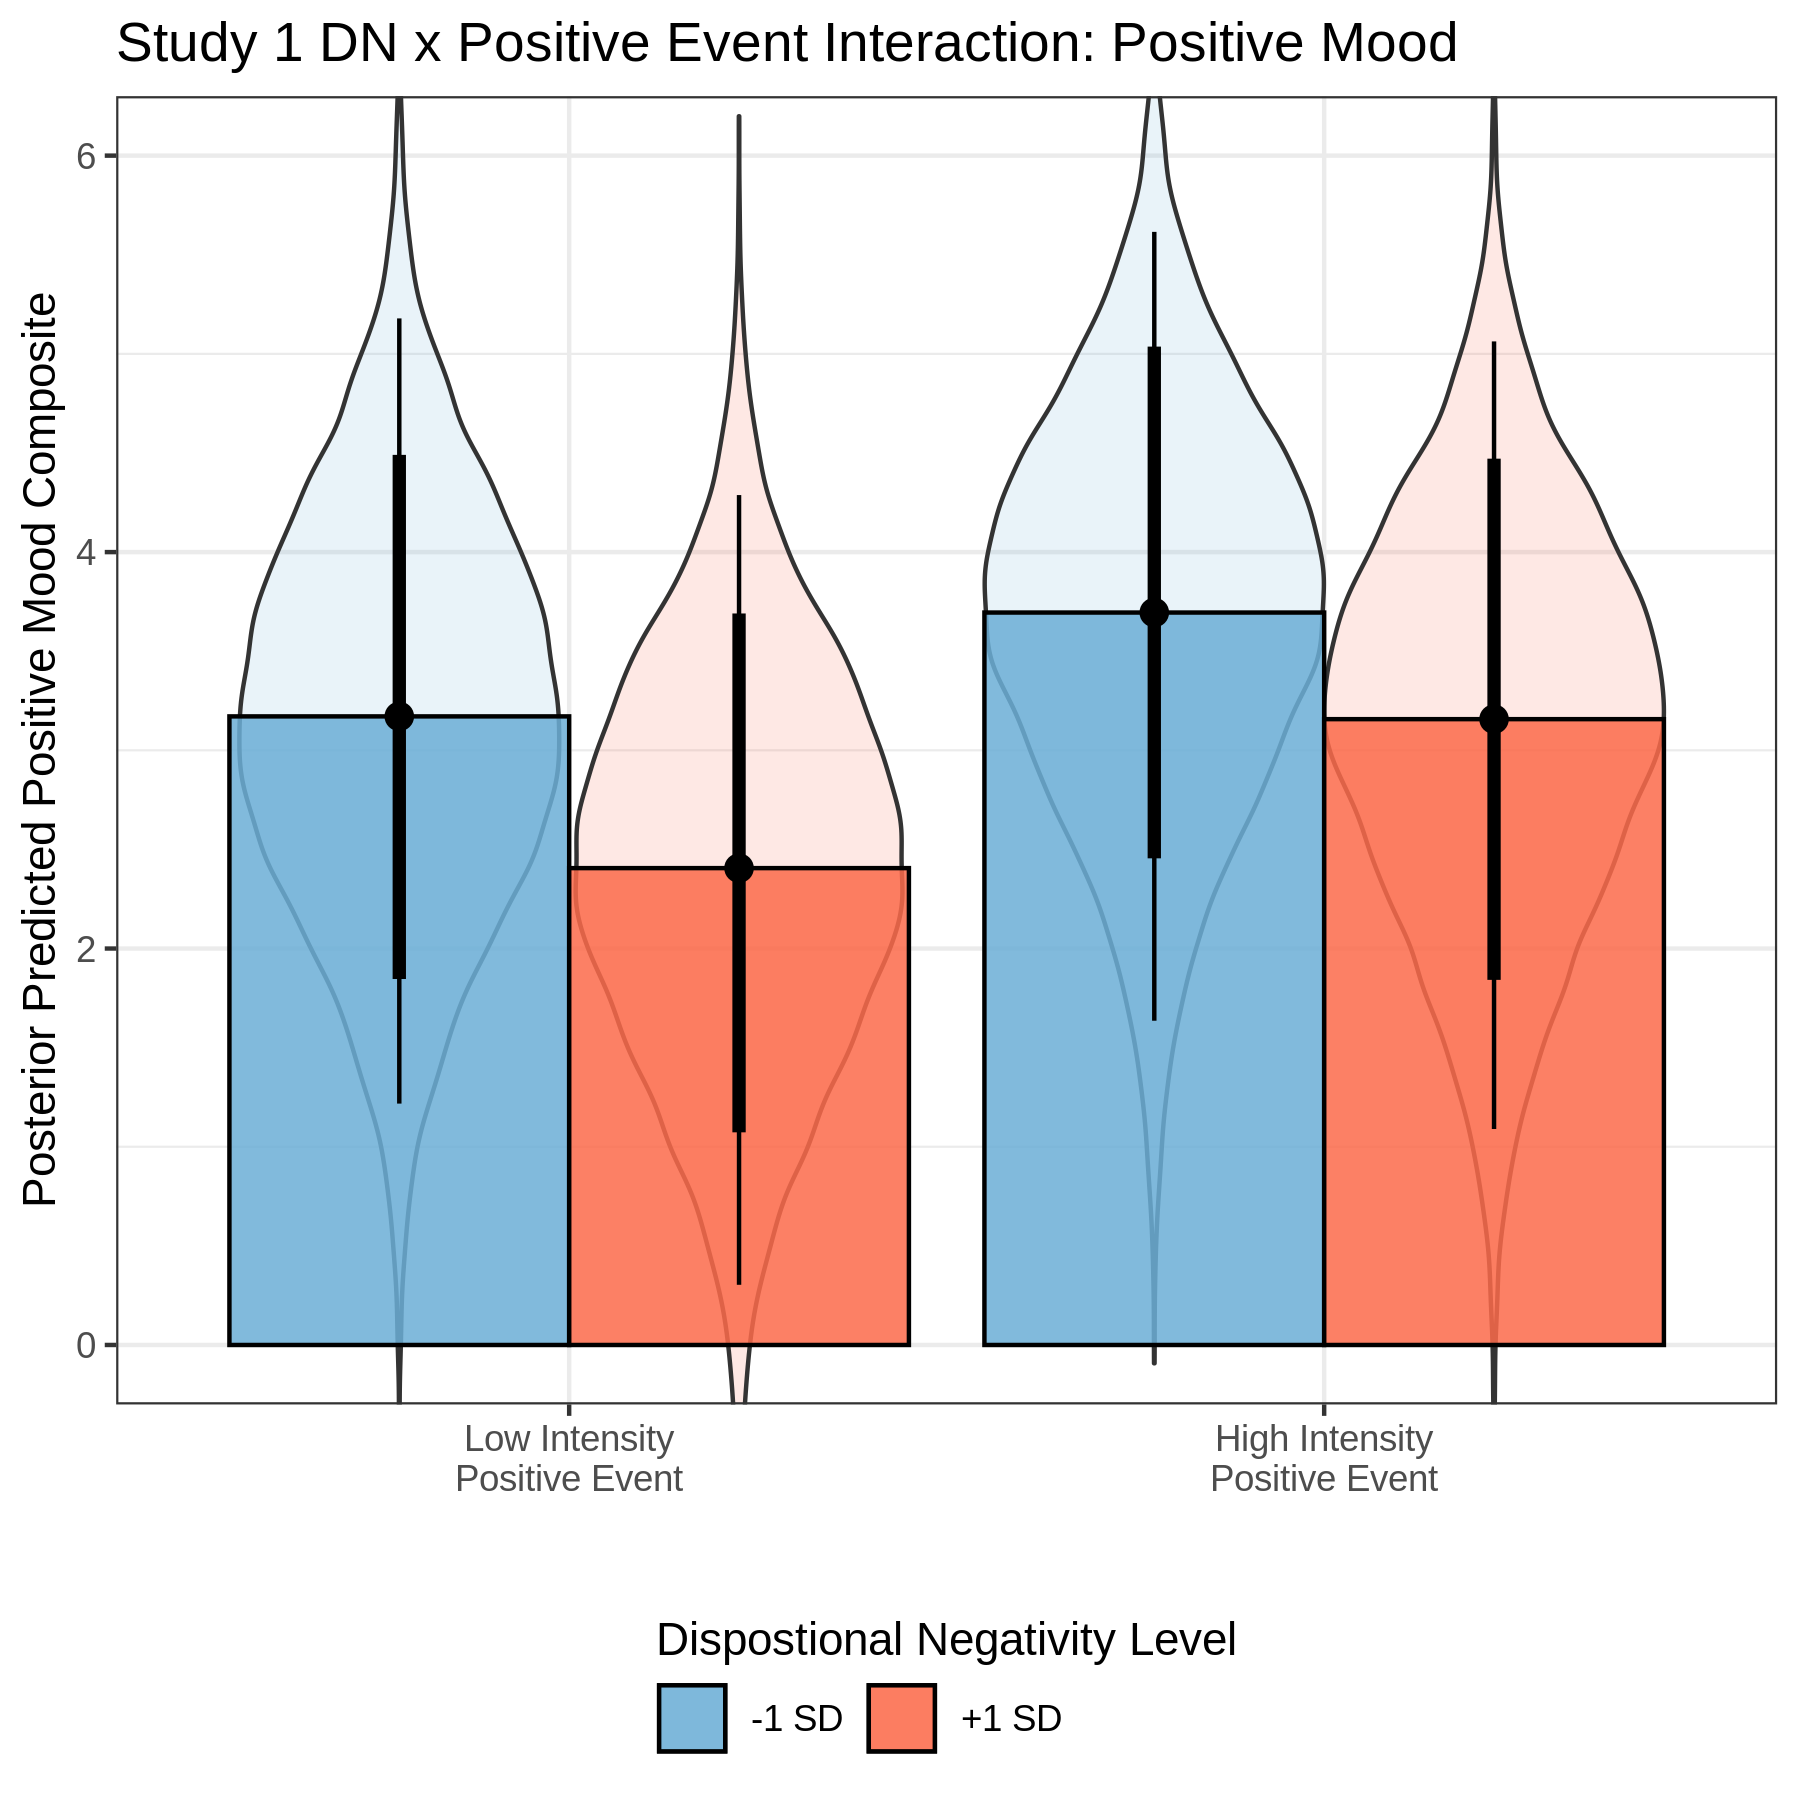 Study 1 DN x Positive Event Interaction: Positive Mood
Posterior Predicted Positive Mood Composite
6
4
2
0
Low Intensity
Positive Event
High Intensity
Positive Event
Dispostional Negativity Level
-1 SD
+1 SD